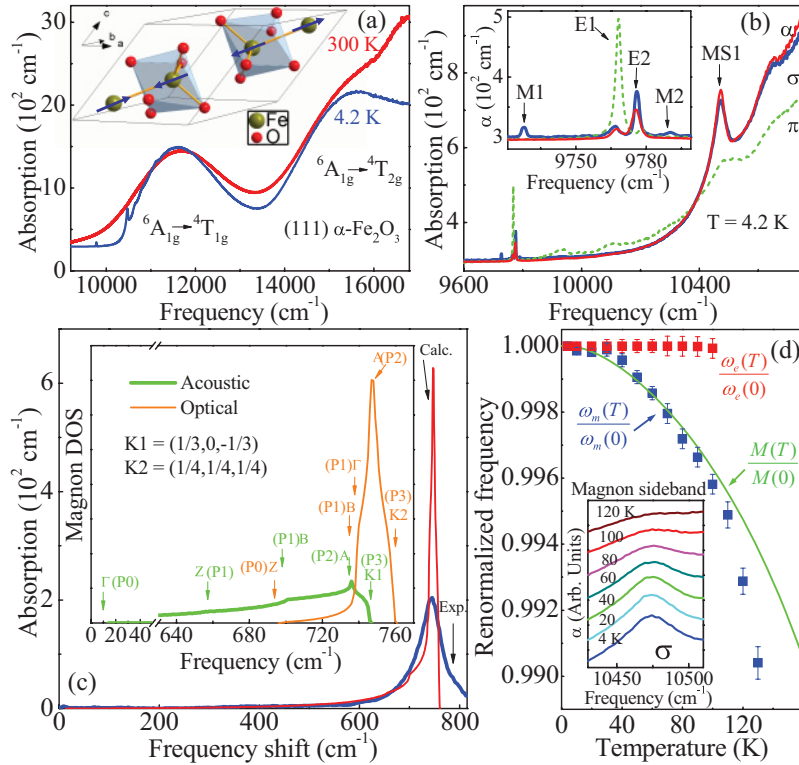 (a)
c
b
a
300 K
4.2 K
Fe
O
⁶A₁g→⁴T₂g
⁶A₁g→⁴T₁g
(111) α-Fe₂O₃
Absorption (10² cm⁻¹)
30
20
10
0
10000 12000 14000 16000
Frequency (cm⁻¹)
(b)
E1
E2
M1
M2
MS1
α
σ
π
α (10² cm⁻¹)
5
4
3
9750 9780
Frequency (cm⁻¹)
T = 4.2 K
Absorption (10² cm⁻¹)
8
6
4
9600 9800 10100 10400
Frequency (cm⁻¹)
(c)
Calc.
Exp.
A(P2)
Acoustic
Optical
K1 = (1/3,0,-1/3)
K2 = (1/4,1/4,1/4)
(P1)Γ
(P1)B
(P3)
K2
(P1)B
(P2)A
(P3)
K1
Γ(P0)
Z(P1)
(P0)Z
Magnon DOS
0 20 40 640 680 720 760
Frequency (cm⁻¹)
Absorption (10² cm⁻¹)
6
4
2
0
0 200 400 600 800
Frequency shift (cm⁻¹)
(d)
ωₑ(T)
ωₑ(0)
ωₘ(T)
ωₘ(0)
M(T)
M(0)
Magnon sideband
120 K
100
80
60
40
20
4 K
σ
α (Arb. Units)
10450 10500
Frequency (cm⁻¹)
Renormalized frequency
1.000
0.998
0.996
0.994
0.992
0.990
0 40 80 120
Temperature (K)